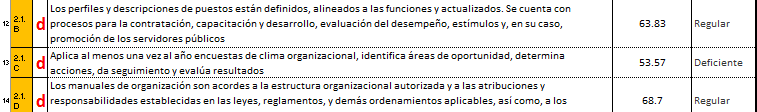 Los perfiles y descripciones de puestos están definidos, alineados a las funciones y actualizados. Se cuenta con
12 2.1. B d procesos para la contratación, capacitación y desarrollo, evaluación del desempeño, estímulos y, en su caso, 63.83 Regular
promoción de los servidores públicos
13 2.1. C d Aplica al menos una vez al año encuestas de clima organizacional, identifica áreas de oportunidad, determina 53.57 Deficiente
acciones, da seguimiento y evalúa resultados
Los manuales de organización son acordes a la estructura organizacional autorizada y a las atribuciones y
14 2.1. D d responsabilidades establecidas en las leyes, reglamentos, y demás ordenamientos aplicables, así como, a los 68.7 Regular